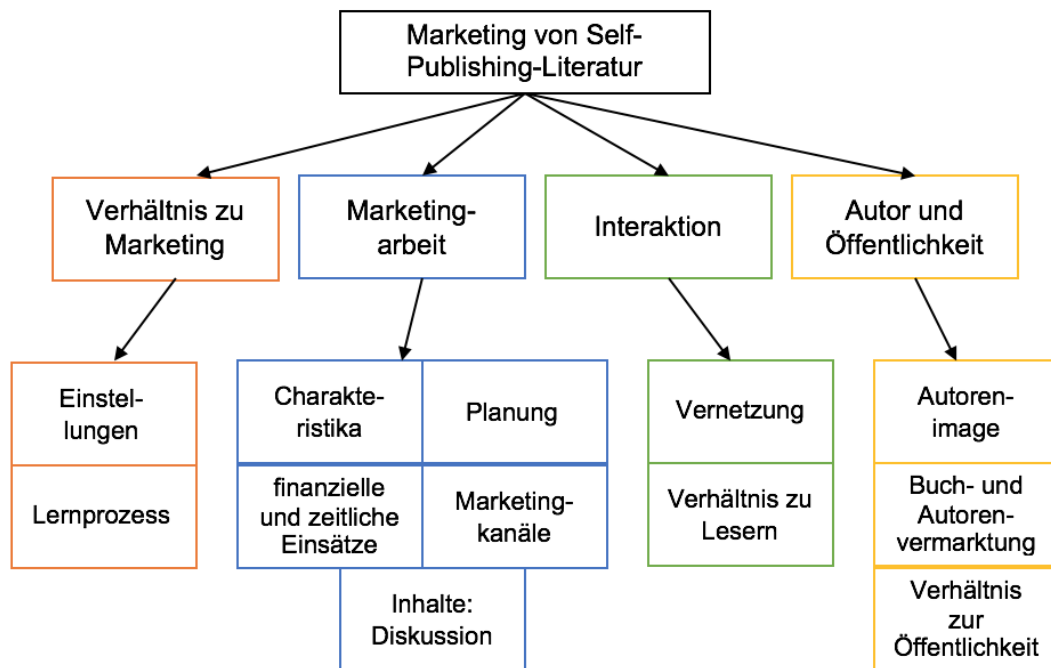 Marketing von Self-
Publishing-Literatur
Verhältnis zu
Marketing
Marketing-
arbeit
Interaktion
Autor und
Öffentlichkeit
Einstel-
lungen
Lernprozess
Charakte-
ristika
Planung
finanzielle
und zeitliche
Einsätze
Marketing-
kanäle
Inhalte:
Diskussion
Vernetzung
Verhältnis zu
Lesern
Autoren-
image
Buch- und
Autoren-
vermarktung
Verhältnis
zur
Öffentlichkeit